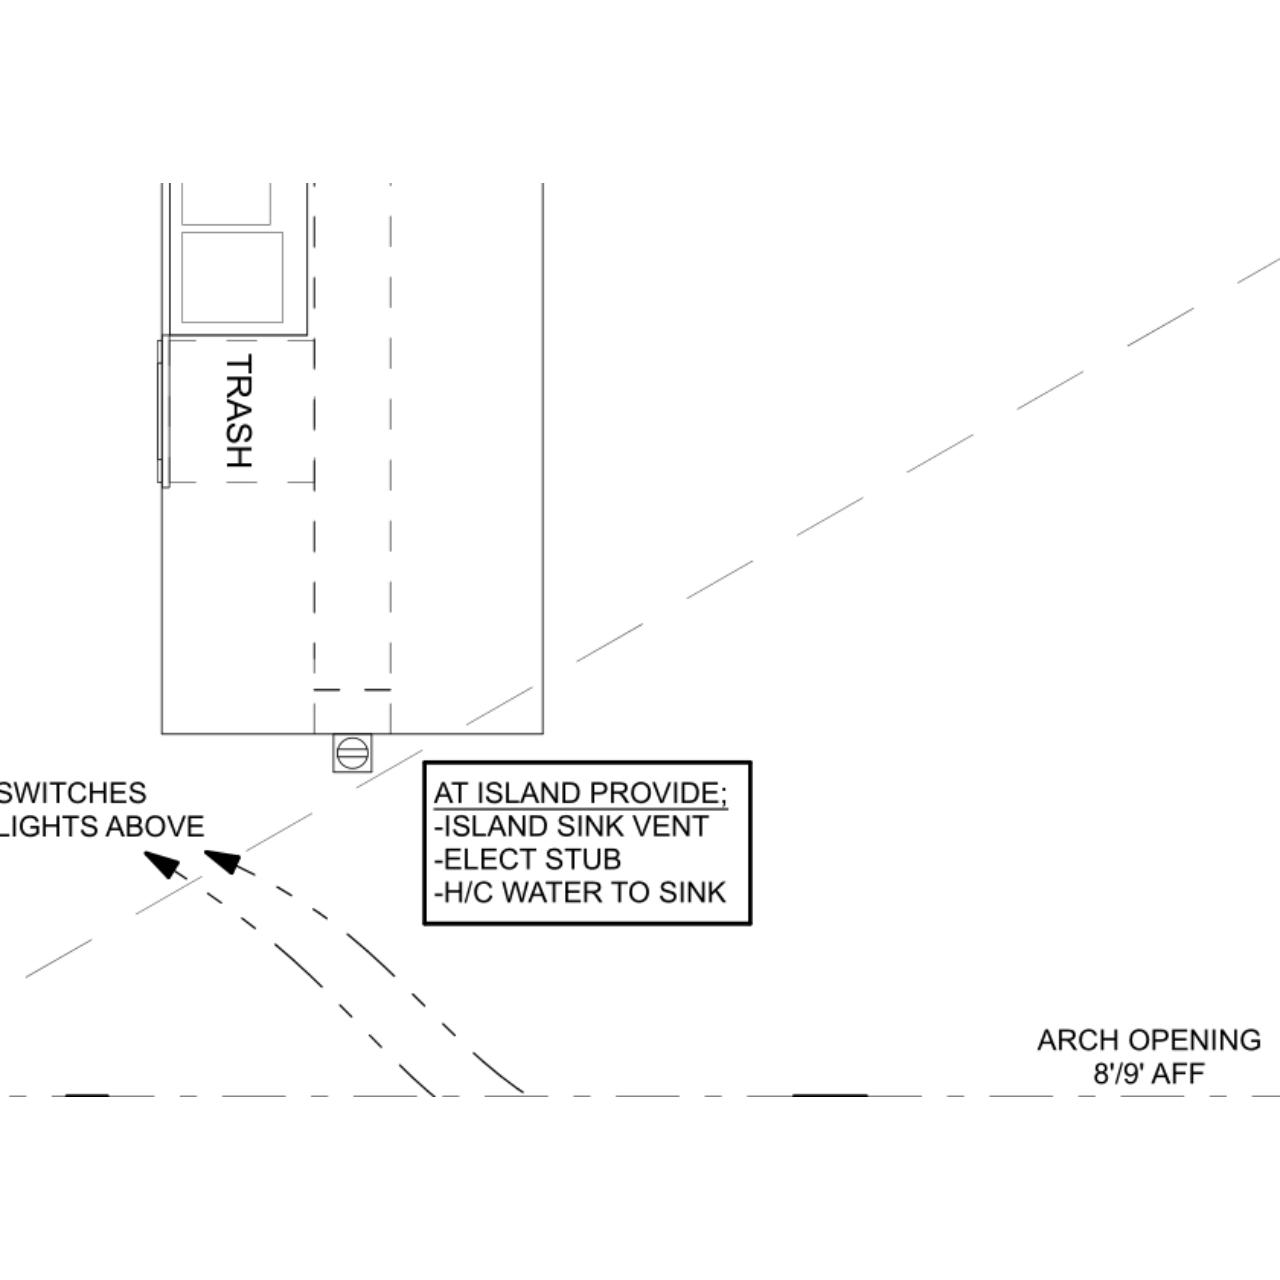 TRASH
SWITCHES
LIGHTS ABOVE
AT ISLAND PROVIDE;
-ISLAND SINK VENT
-ELECT STUB
-H/C WATER TO SINK
ARCH OPENING
8'/9' AFF